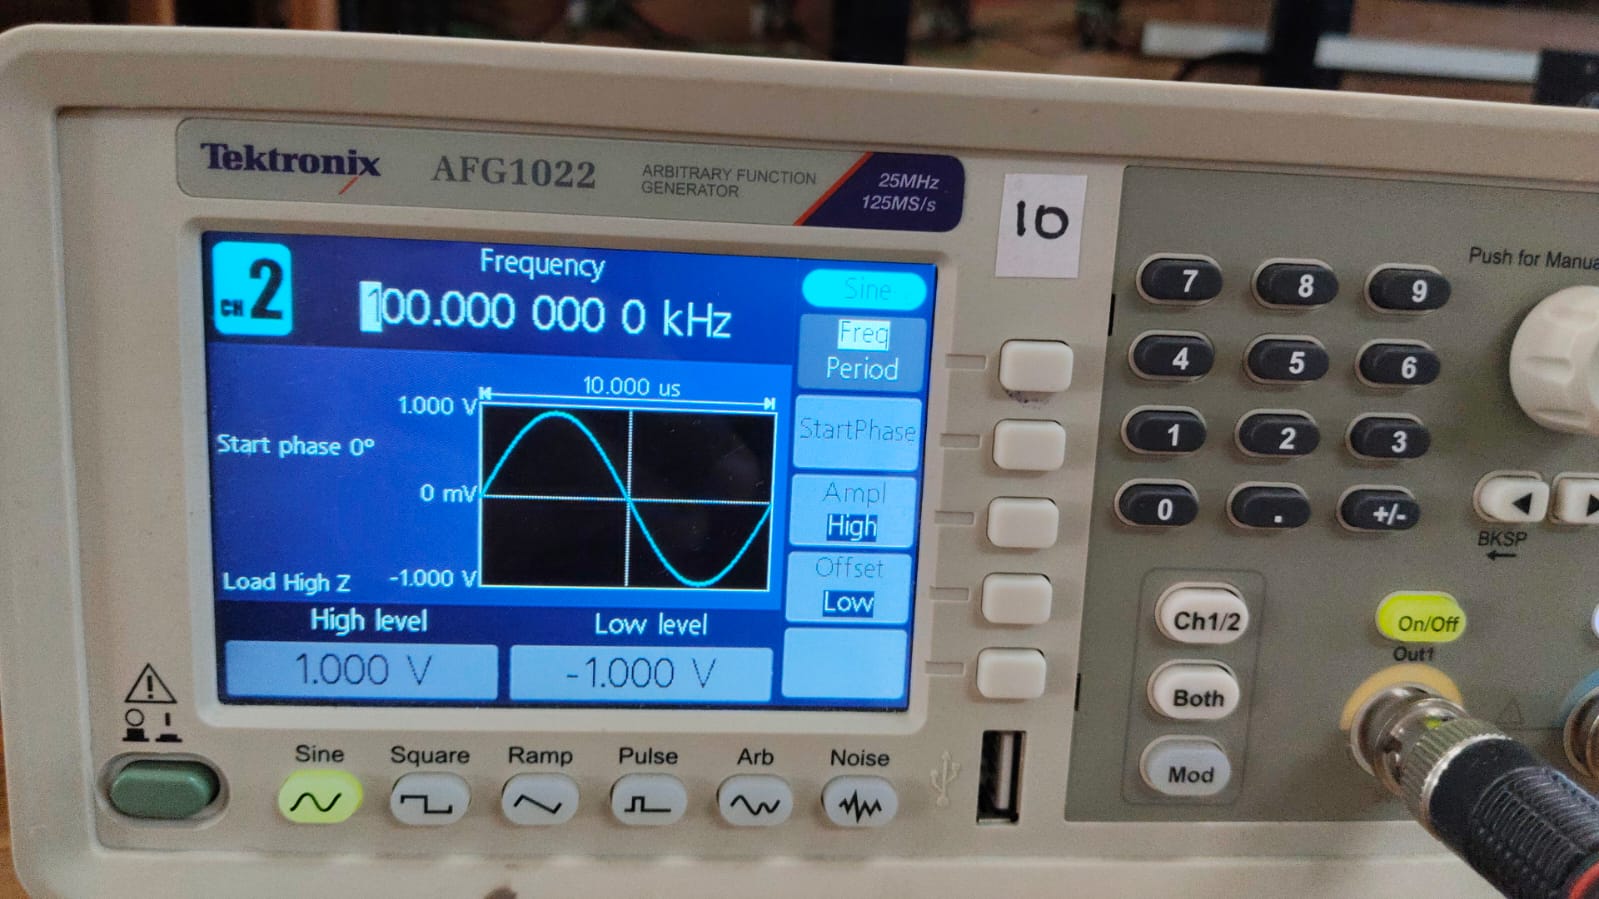 Tektronix AFG1022 ARBITRARY FUNCTION GENERATOR
25MHz
125MS/s
10
CH 2
Frequency
100.000 000 0 kHz
Sine
Freq
Period
StartPhase
Ampl
High
Offset
Low
10.000 us
1.000 V
Start phase 0°
0 mV
Load High Z
-1.000 V
High level
Low level
1.000 V
-1.000 V
Sine
Square
Ramp
Pulse
Arb
Noise
Push for Manua
7 8 9
4 5 6
1 2 3
0 . +/-
BKSP
Ch1/2
Both
Mod
On/Off
Out1